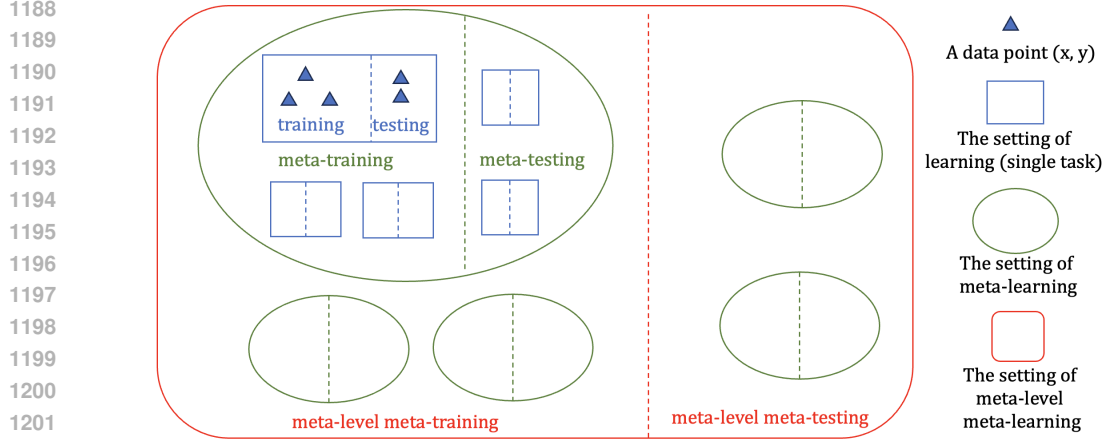 1188
1189
1190
1191
1192
1193
1194
1195
1196
1197
1198
1199
1200
1201
training
testing
meta-training
meta-testing
meta-level meta-training
meta-level meta-testing
A data point (x, y)
The setting of
learning (single task)
The setting of
meta-learning
The setting of
meta-level
meta-learning